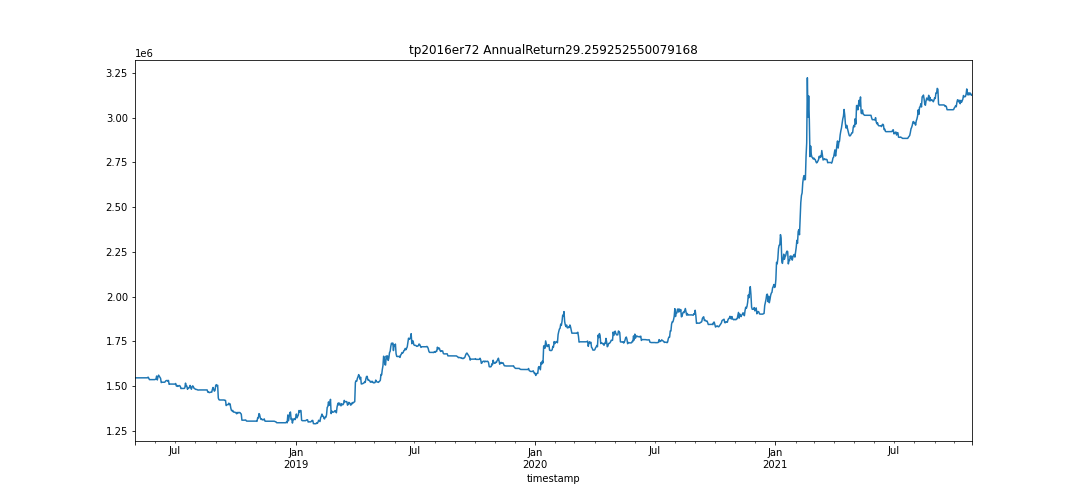 tp2016er72 AnnualReturn29.259252550079168
1e6
3.25
3.00
2.75
2.50
2.25
2.00
1.75
1.50
1.25
Jul Jan Jul Jan Jul Jan Jul
2019 2020 2021
timestamp